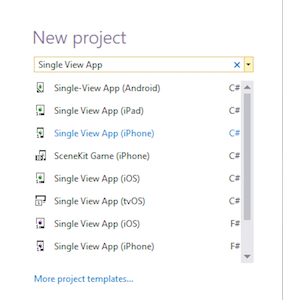 New project
Single View App
Single-View App (Android) C#
Single View App (iPad) C#
Single View App (iPhone) C#
SceneKit Game (iPhone) C#
Single View App (iOS) C#
Single View App (tvOS) C#
Single View App (iOS) F#
Single View App (iPhone) F#
More project templates...